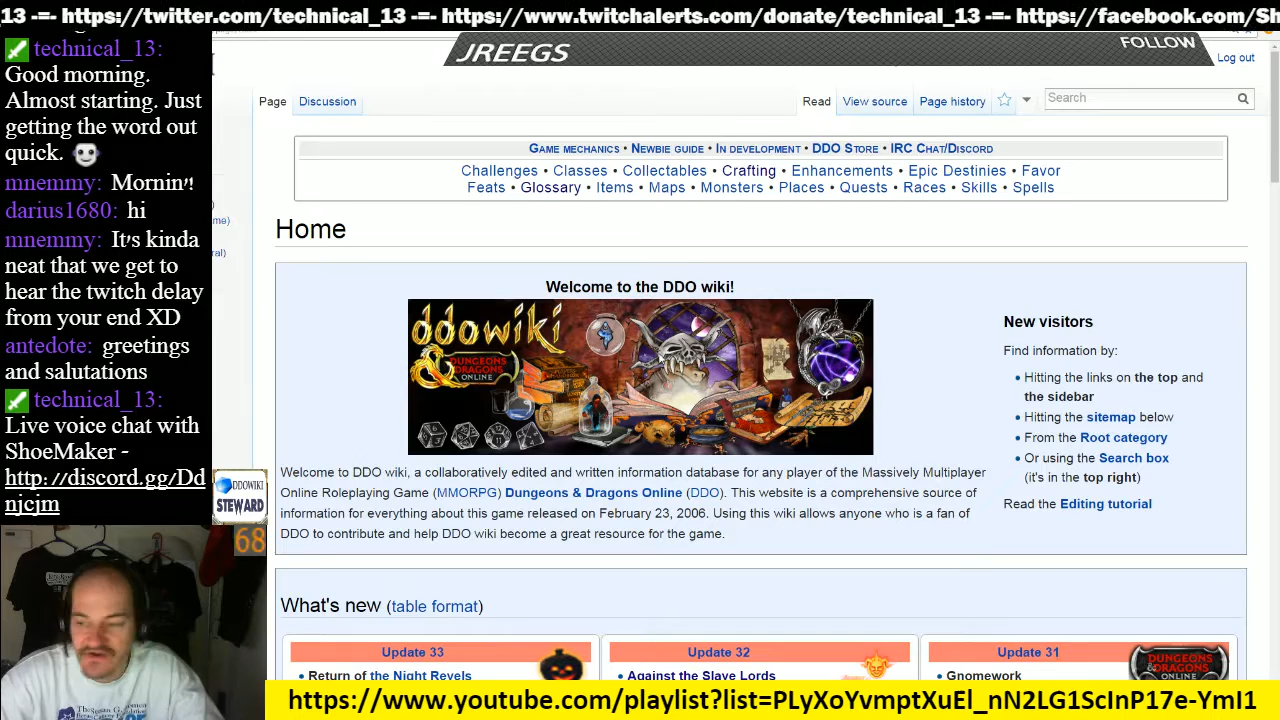 13 -=- https://twitter.com/technical_13 -=- https://www.twitchalerts.com/donate/technical_13 -=- https://facebook.com/Sh
technical_13:
Good morning.
Almost starting. Just
getting the word out
quick.
mnemmy: Mornin'!
darius1680: hi
mnemmy: It's kinda
neat that we get to
hear the twitch delay
from your end XD
antedote: greetings
and salutations
technical_13:
Live voice chat with
ShoeMaker -
http://discord.gg/Dd
njcjm
DDOWIKI
STEWARD
68
JREEGS
FOLLOW
Log out
Page Discussion Read View source Page history Search
GAME MECHANICS • NEWBIE GUIDE • IN DEVELOPMENT • DDO STORE • IRC CHAT/DISCORD
Challenges • Classes • Collectables • Crafting • Enhancements • Epic Destinies • Favor
Feats • Glossary • Items • Maps • Monsters • Places • Quests • Races • Skills • Spells
Home
Welcome to the DDO wiki!
ddowiki
DUNGEONS & DRAGONS ONLINE
Welcome to DDO wiki, a collaboratively edited and written information database for any player of the Massively Multiplayer
Online Roleplaying Game (MMORPG) Dungeons & Dragons Online (DDO). This website is a comprehensive source of
information for everything about this game released on February 23, 2006. Using this wiki allows anyone who is a fan of
DDO to contribute and help DDO wiki become a great resource for the game.
New visitors
Find information by:
• Hitting the links on the top and
the sidebar
• Hitting the sitemap below
• From the Root category
• Or using the Search box
(it's in the top right)
Read the Editing tutorial
What's new (table format)
Update 33
• Return of the Night Revels
Update 32
• Against the Slave Lords
Update 31
• Gnomework
DUNGEONS & DRAGONS
https://www.youtube.com/playlist?list=PLyXoYvmptXuEl_nN2LG1ScInP17e-YmI1